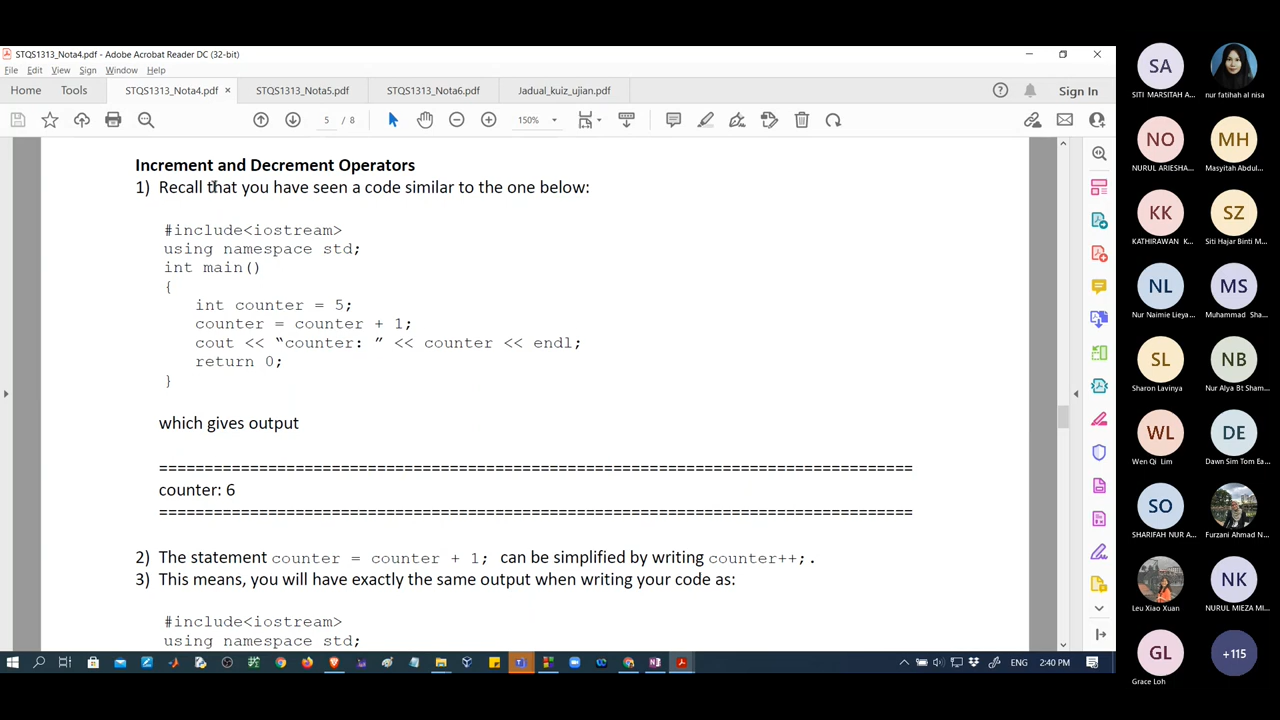 STQS1313_Nota4.pdf - Adobe Acrobat Reader DC (32-bit)
File Edit View Sign Window Help
Home Tools STQS1313_Nota4.pdf × STQS1313_Nota5.pdf STQS1313_Nota6.pdf Jadual_kuiz_ujian.pdf Sign In
5 / 8 150%
Increment and Decrement Operators
1) Recall that you have seen a code similar to the one below:
#include<iostream>
using namespace std;
int main()
{
int counter = 5;
counter = counter + 1;
cout << “counter: ” << counter << endl;
return 0;
}
which gives output
===================================================================================
counter: 6
===================================================================================
2) The statement counter = counter + 1; can be simplified by writing counter++;.
3) This means, you will have exactly the same output when writing your code as:
#include<iostream>
using namespace std;
ENG 2:40 PM
SA
SITI MARSITAH A...
nur fatihah al nisa
NO
NURUL ARIESHA...
MH
Masyitah Abdul...
KK
KATHIRAWAN K...
SZ
Siti Hajar Binti M...
NL
Nur Naimie Lieya...
MS
Muhammad Sha...
SL
Sharon Lavinya
NB
Nur Alya Bt Sham...
WL
Wen Qi Lim
DE
Dawn Sim Tom Ea...
SO
SHARIFAH NUR A...
Furzani Ahmad N...
Leu Xiao Xuan
NK
NURUL MIEZA MI...
GL
Grace Loh
+115